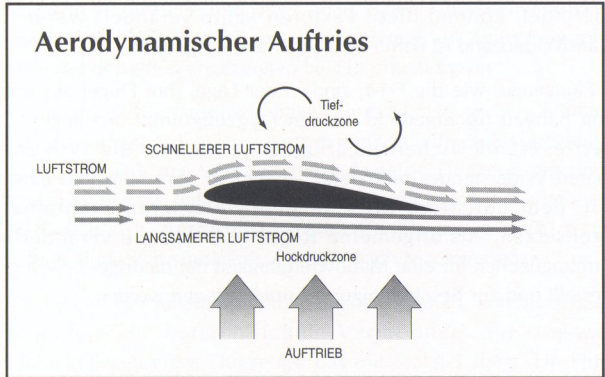 Aerodynamischer Auftries
Tief-
druckzone
SCHNELLERER LUFTSTROM
LUFTSTROM
LANGSAMERER LUFTSTROM
Hockdruckzone
AUFTRIEB